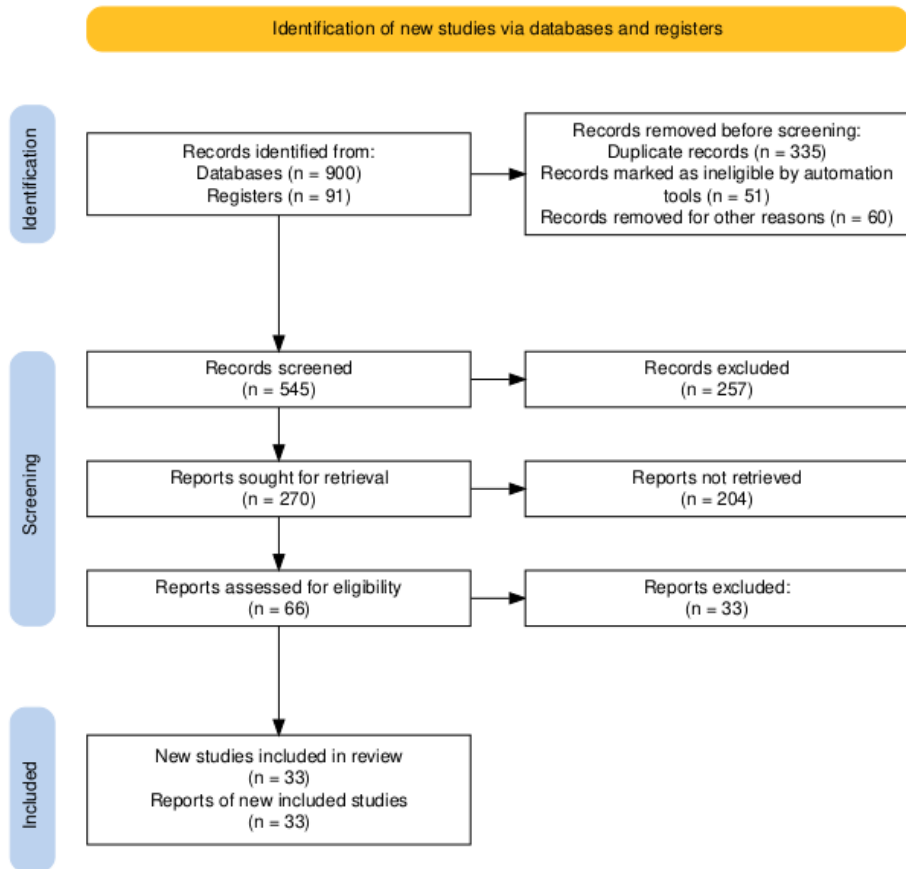 Identification of new studies via databases and registers
Identification
Records identified from:
Databases (n = 900)
Registers (n = 91)
Records removed before screening:
Duplicate records (n = 335)
Records marked as ineligible by automation
tools (n = 51)
Records removed for other reasons (n = 60)
Screening
Records screened
(n = 545)
Records excluded
(n = 257)
Reports sought for retrieval
(n = 270)
Reports not retrieved
(n = 204)
Reports assessed for eligibility
(n = 66)
Reports excluded:
(n = 33)
Included
New studies included in review
(n = 33)
Reports of new included studies
(n = 33)